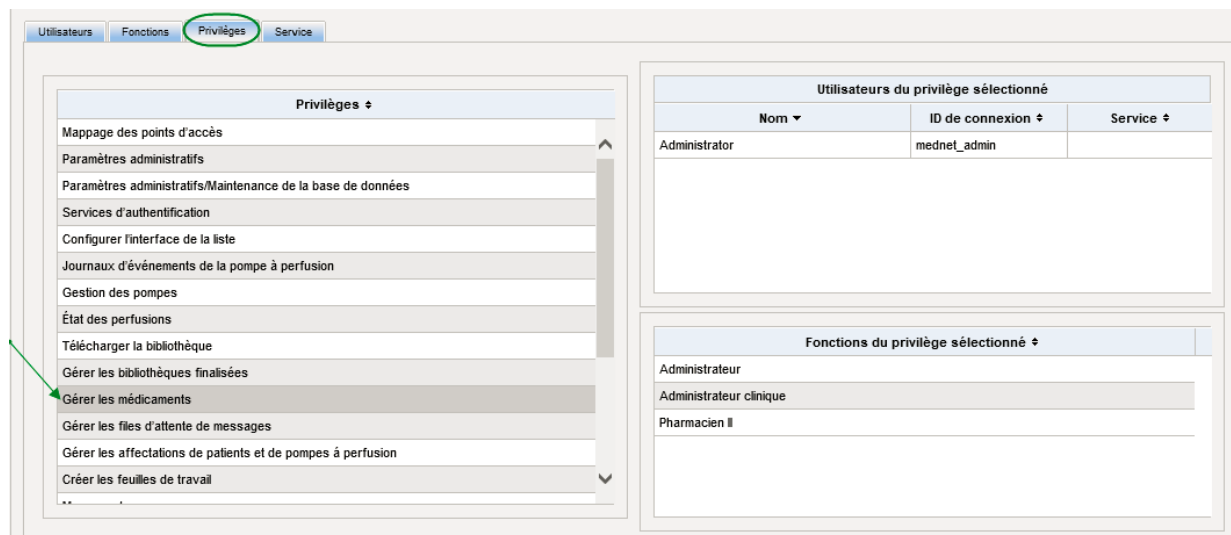 Utilisateurs Fonctions Privilèges Service
Privilèges
Mappage des points d'accès
Paramètres administratifs
Paramètres administratifs/Maintenance de la base de données
Services d'authentification
Configurer l'interface de la liste
Journaux d'événements de la pompe à perfusion
Gestion des pompes
État des perfusions
Télécharger la bibliothèque
Gérer les bibliothèques finalisées
Gérer les médicaments
Gérer les files d'attente de messages
Gérer les affectations de patients et de pompes á perfusion
Créer les feuilles de travail
Utilisateurs du privilège sélectionné
Nom ID de connexion Service
Administrator mednet_admin
Fonctions du privilège sélectionné
Administrateur
Administrateur clinique
Pharmacien II